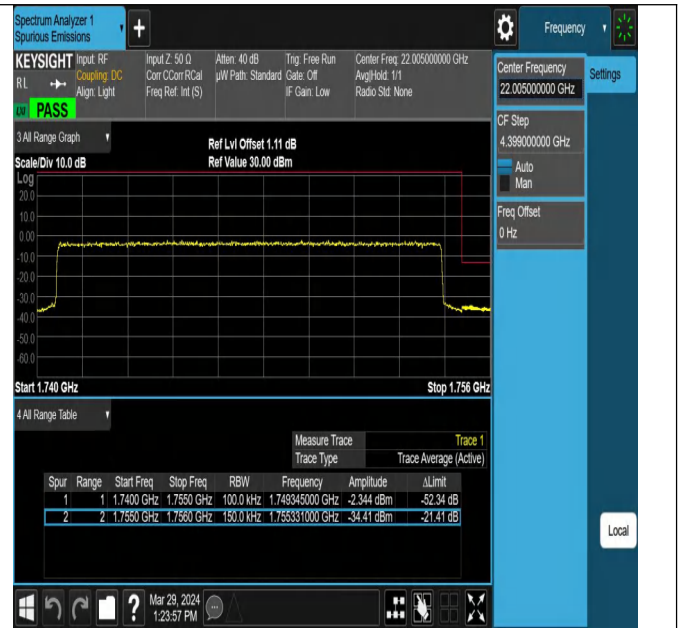 Spectrum Analyzer 1
Spurious Emissions
Frequency
KEYSIGHT Input: RF Input Z: 50 Ω Atten: 40 dB Trig: Free Run Center Freq: 22.005000000 GHz
RL Coupling: DC Corr CCorr RCal µW Path: Standard Gate: Off Avg|Hold: 1/1
Align: Light Freq Ref: Int (S) IF Gain: Low Radio Std: None
PASS
Center Frequency
22.005000000 GHz
Settings
CF Step
4.399000000 GHz
Auto
Man
Freq Offset
0 Hz
3 All Range Graph
Ref Lvl Offset 1.11 dB
Scale/Div 10.0 dB Ref Value 30.00 dBm
Log
20.0
10.0
0.00
-10.0
-20.0
-30.0
-40.0
-50.0
-60.0
Start 1.740 GHz Stop 1.756 GHz
4 All Range Table
Measure Trace Trace 1
Trace Type Trace Average (Active)
Spur Range Start Freq Stop Freq RBW Frequency Amplitude ΔLimit
1 1 1.7400 GHz 1.7550 GHz 100.0 kHz 1.749345000 GHz -2.344 dBm -52.34 dB
2 2 1.7550 GHz 1.7560 GHz 150.0 kHz 1.755331000 GHz -34.41 dBm -21.41 dB
Local
? Mar 29, 2024
1:23:57 PM